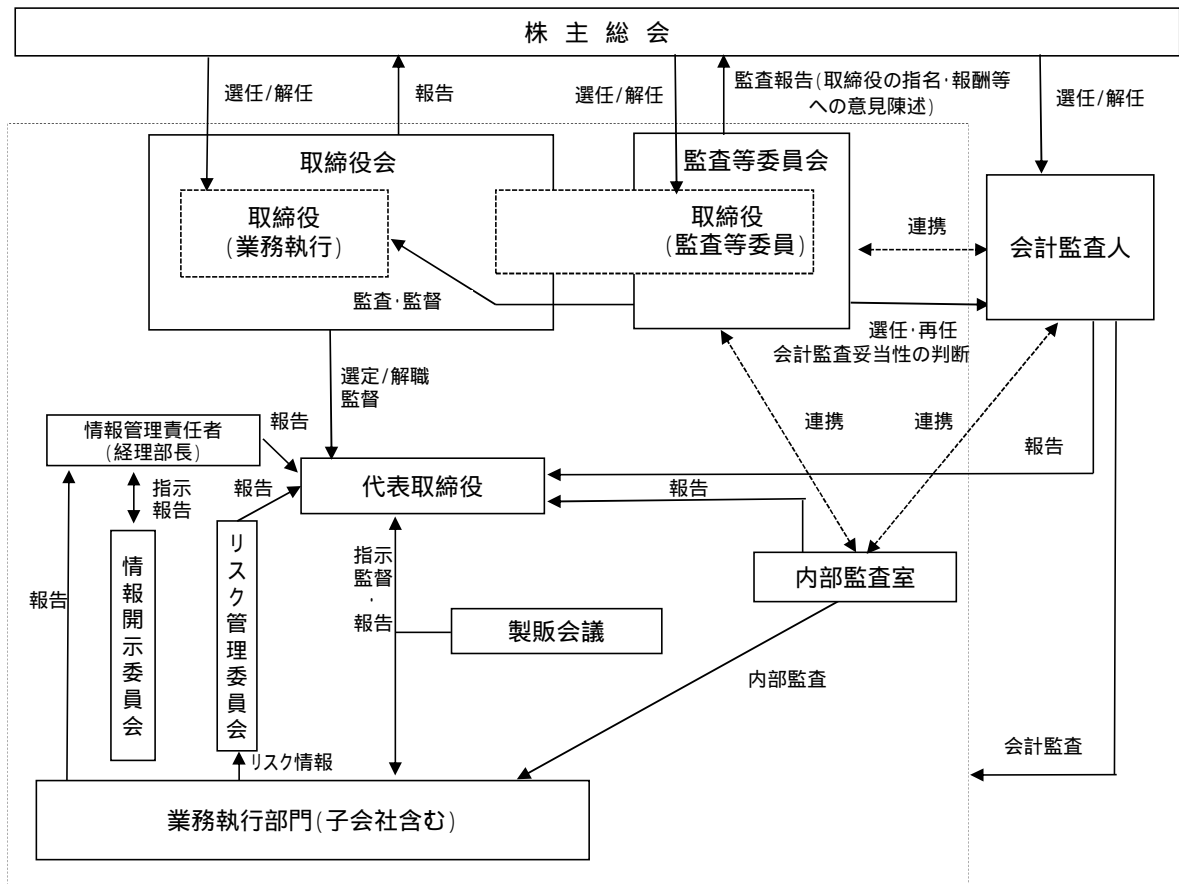 株主総会
選任/解任
報告
選任/解任
監査報告(取締役の指名･報酬等
への意見陳述)
選任/解任
取締役会
監査等委員会
取締役
(業務執行)
取締役
(監査等委員)
連携
会計監査人
監査･監督
選任･再任
会計監査妥当性の判断
選定/解職
監督
連携
連携
情報管理責任者
(経理部長)
報告
報告
代表取締役
報告
報告
指示
報告
情報開示委員会
リスク管理委員会
指示
監督
･
報告
内部監査室
報告
製販会議
内部監査
会計監査
リスク情報
業務執行部門(子会社含む)